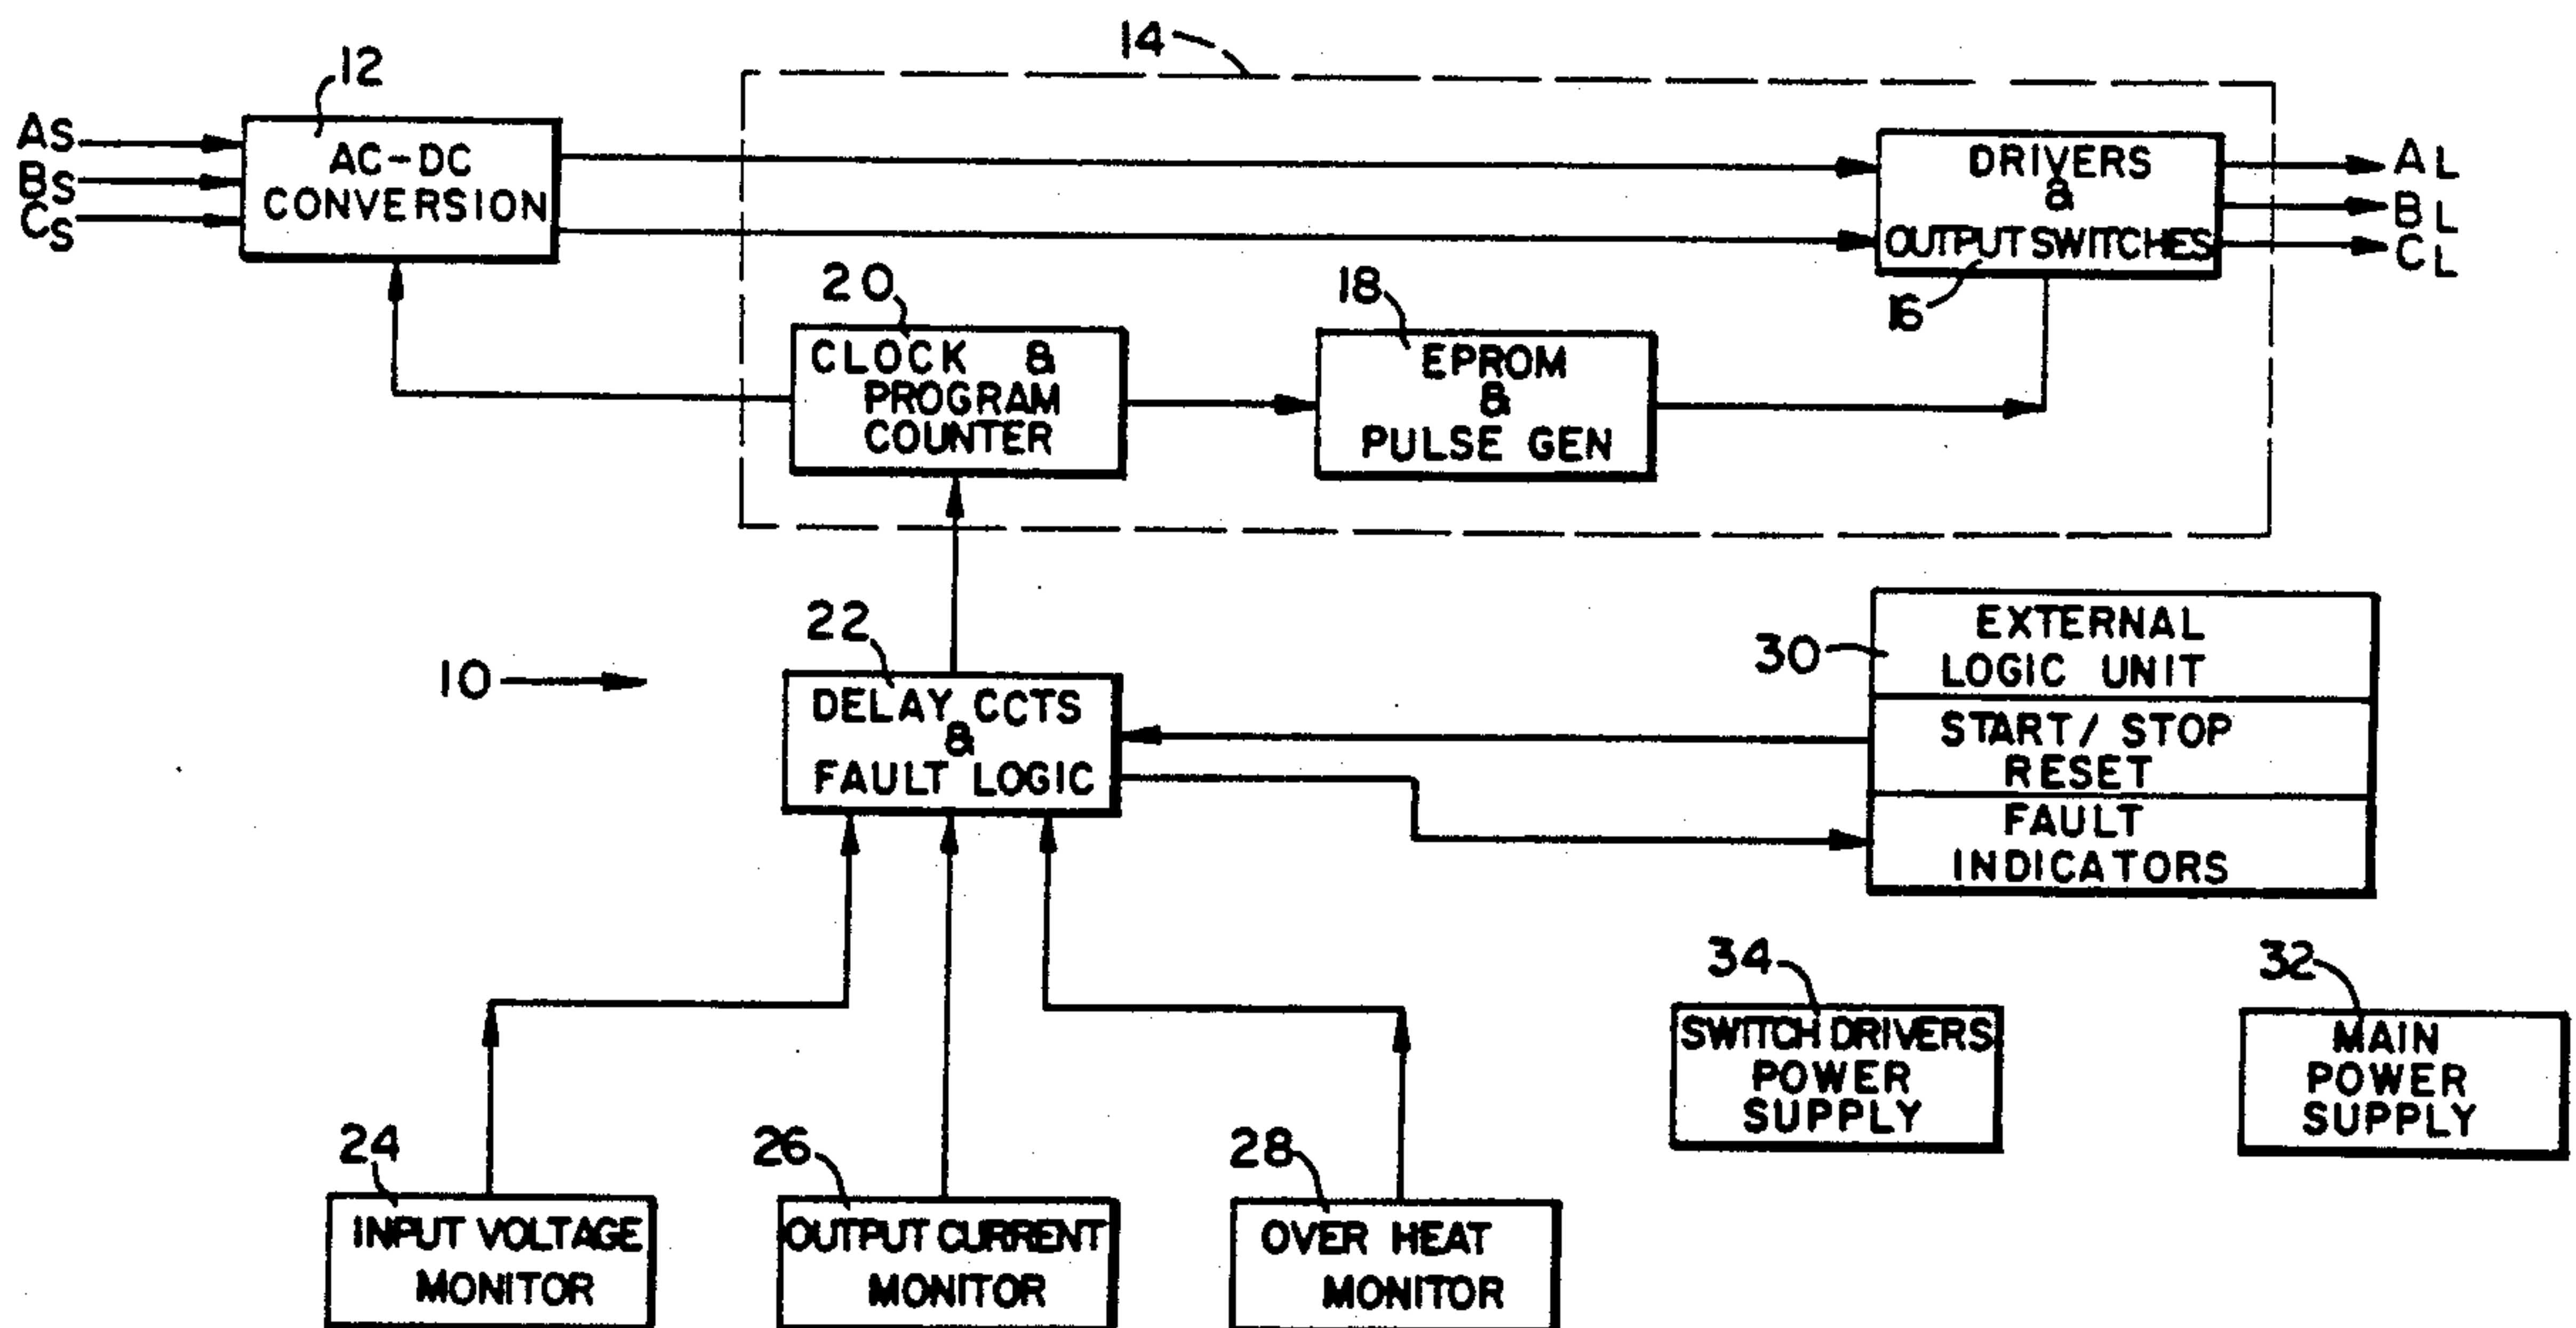 14
12
AS
BS
CS
AC-DC
CONVERSION
DRIVERS
&
OUTPUT SWITCHES
AL
BL
CL
16
20
CLOCK &
PROGRAM
COUNTER
18
EPROM
&
PULSE GEN
10
22
DELAY CCTS
&
FAULT LOGIC
30
EXTERNAL
LOGIC UNIT
START/ STOP
RESET
FAULT
INDICATORS
34
SWITCH DRIVERS
POWER
SUPPLY
32
MAIN
POWER
SUPPLY
24
INPUT VOLTAGE
MONITOR
26
OUTPUT CURRENT
MONITOR
28
OVER HEAT
MONITOR